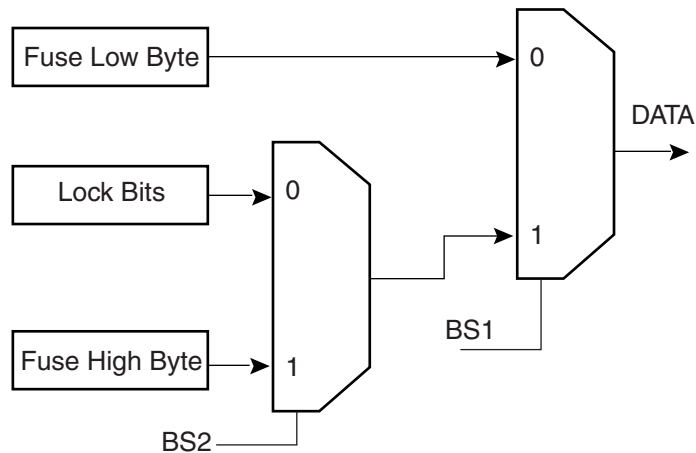 Fuse Low Byte
0
DATA
Lock Bits
0
1
BS1
Fuse High Byte
1
BS2